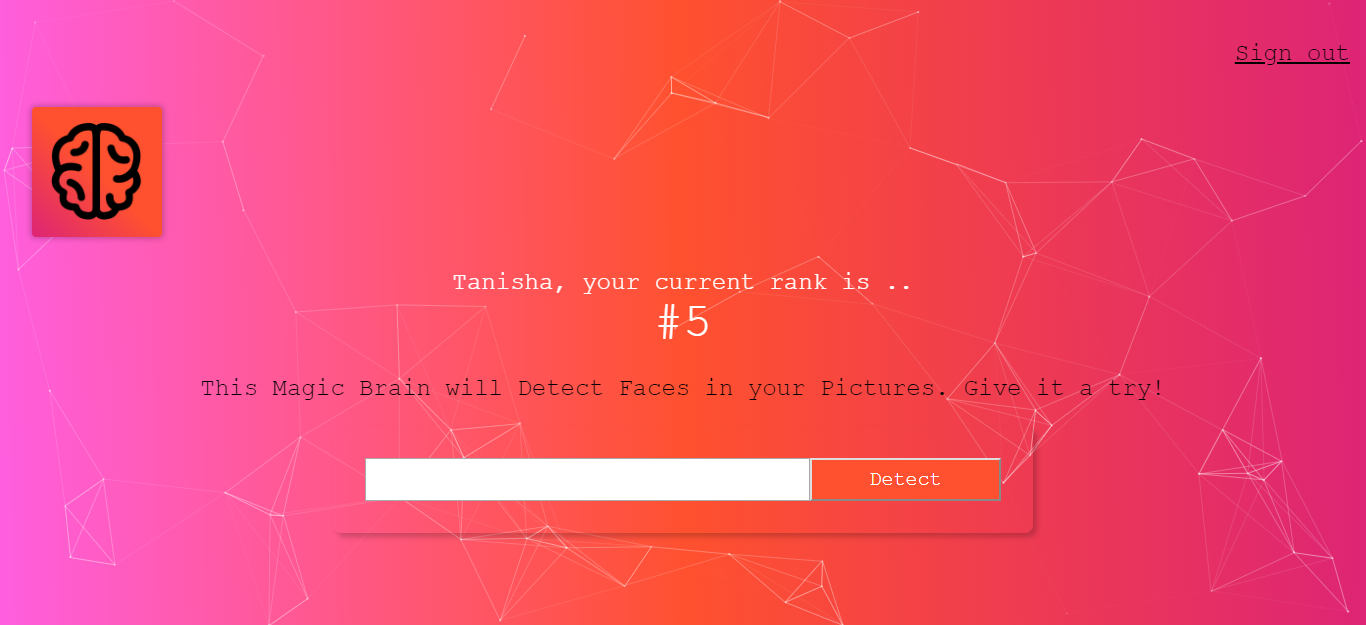 Sign out
Tanisha, your current rank is ..
#5
This Magic Brain will Detect Faces in your Pictures. Give it a try!
Detect